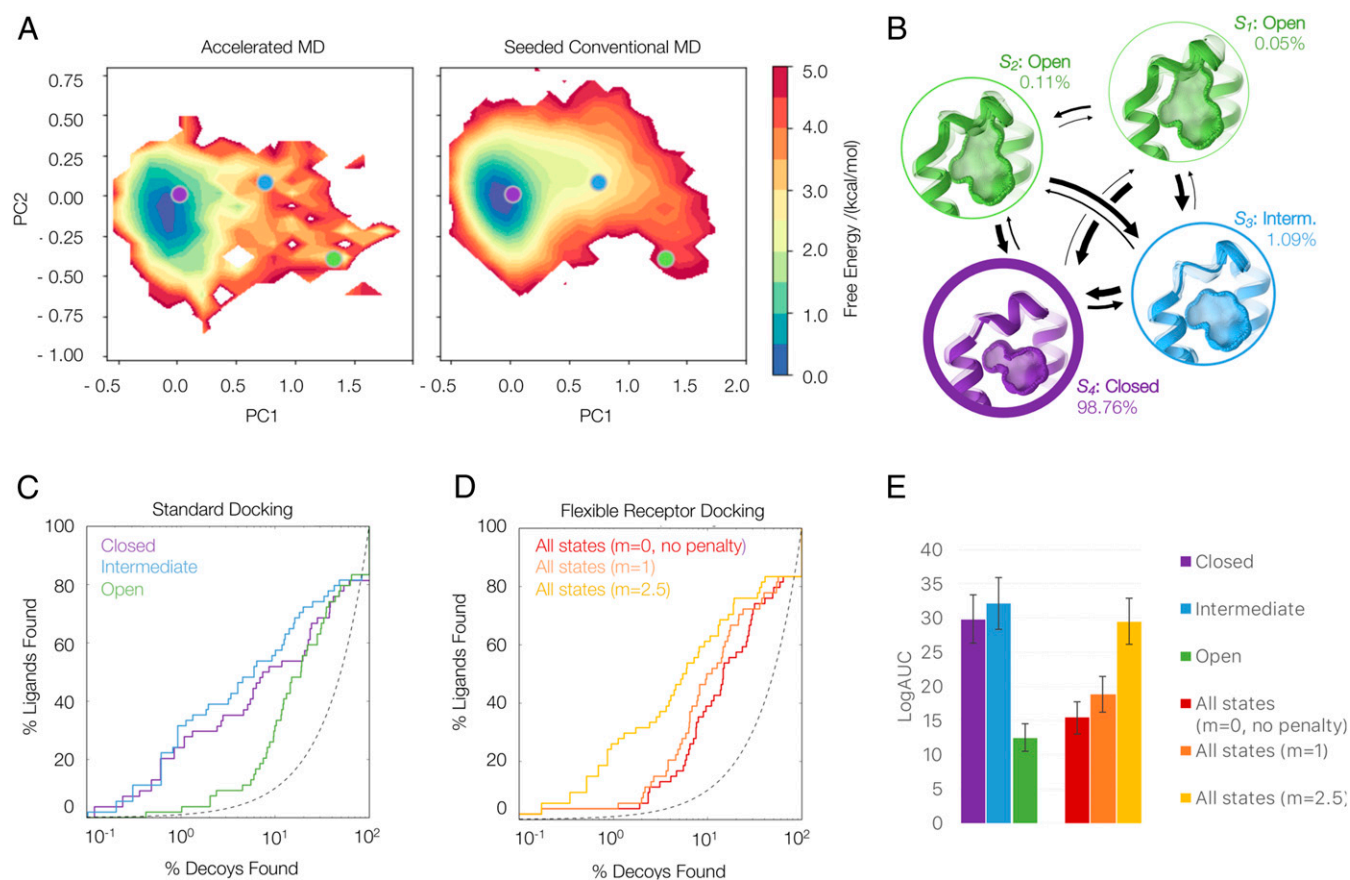 A
Accelerated MD
Seeded Conventional MD
0.75
0.50
0.25
0.00
- 0.25
- 0.50
- 0.75
- 1.00
PC2
- 0.5
0.0
0.5
1.0
1.5
- 0.5
0.0
0.5
1.0
1.5
2.0
PC1
PC1
5.0
4.0
3.0
2.0
1.0
0.0
Free Energy /(kcal/mol)
B
S1: Open
0.05%
S2: Open
0.11%
S3: Interm.
1.09%
S4: Closed
98.76%
C
Standard Docking
Closed
Intermediate
Open
100
80
60
40
20
0
% Ligands Found
10-1
100
101
102
% Decoys Found
D
Flexible Receptor Docking
All states (m=0, no penalty)
All states (m=1)
All states (m=2.5)
100
80
60
40
20
0
% Ligands Found
10-1
100
101
102
% Decoys Found
E
40
35
30
25
20
15
10
5
0
LogAUC
Closed
Intermediate
Open
All states
(m=0, no penalty)
All states (m=1)
All states (m=2.5)